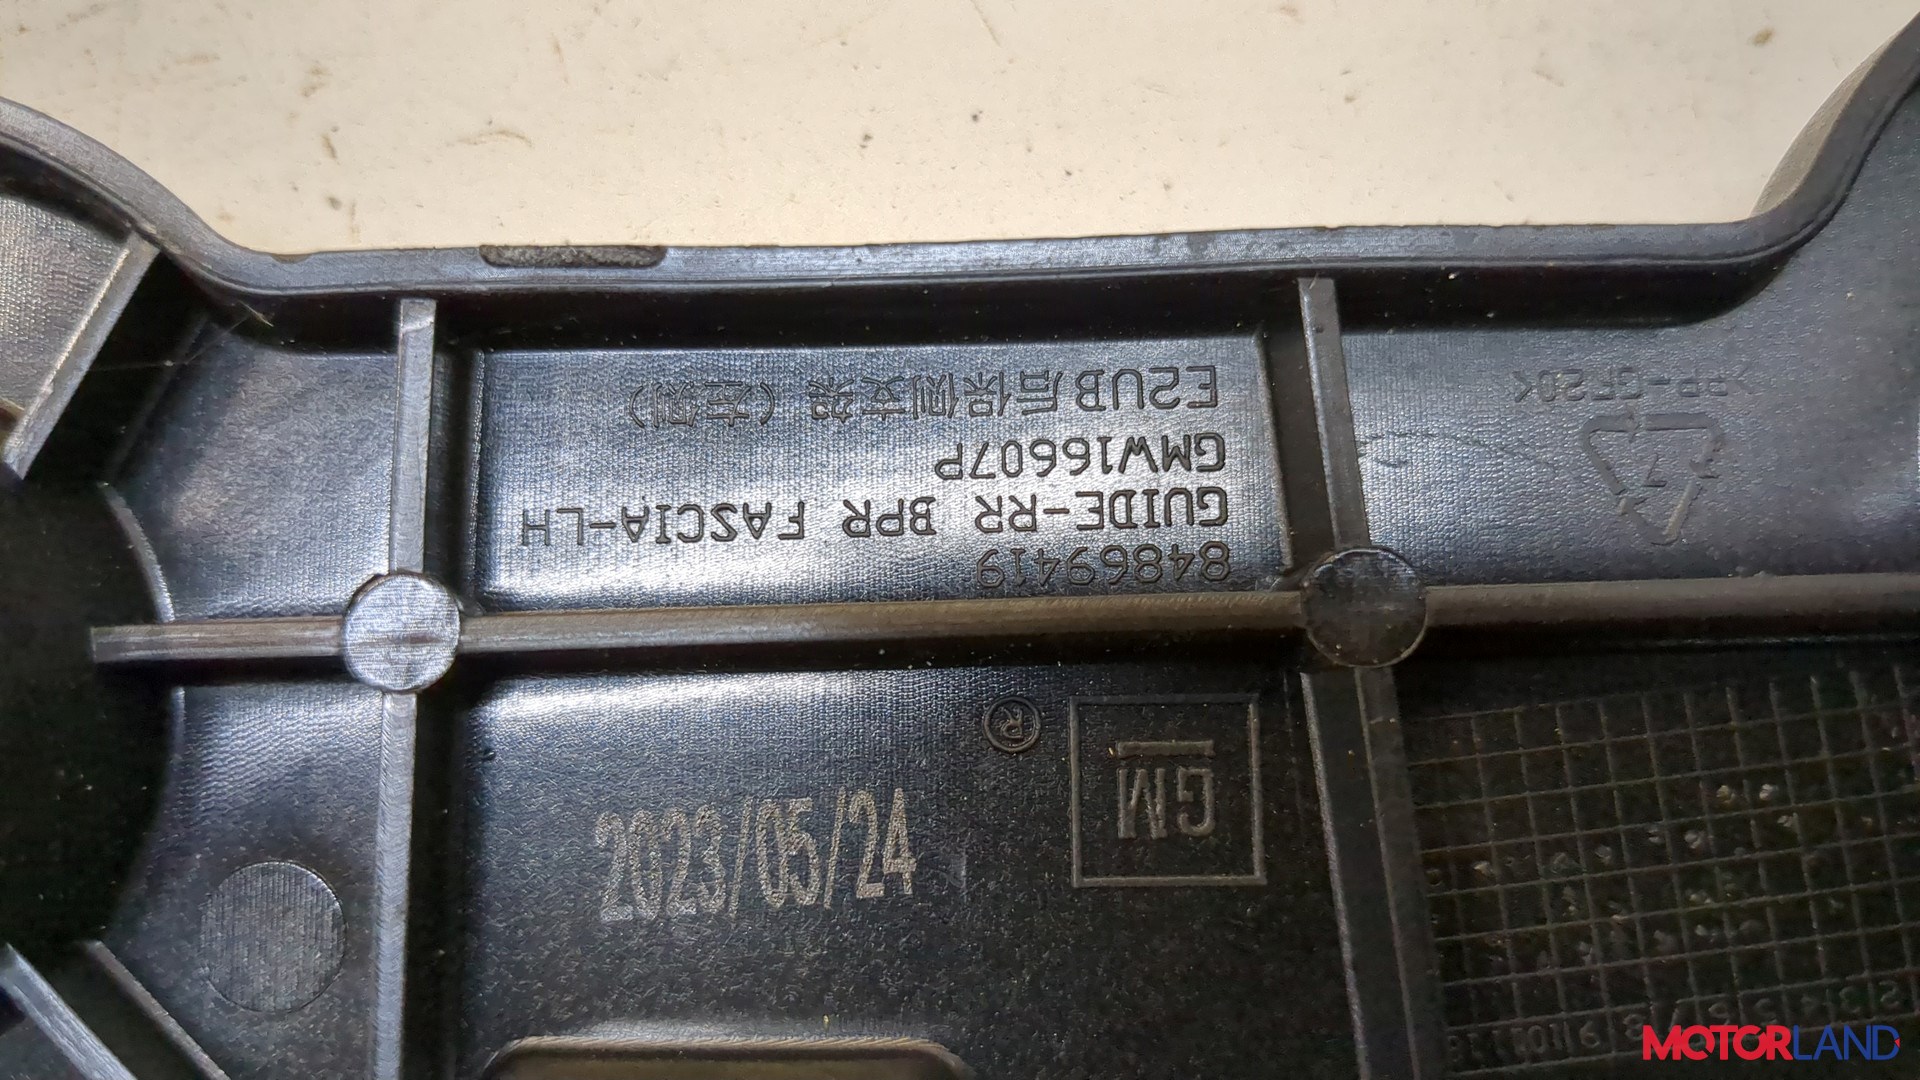 84869419
GUIDE-RR BPR FASCIA-LH
GMW16607P
E2UB后保侧支架（左侧）
>PP-GF20<
7
GM
®
2023/05/24
MOTORLAND